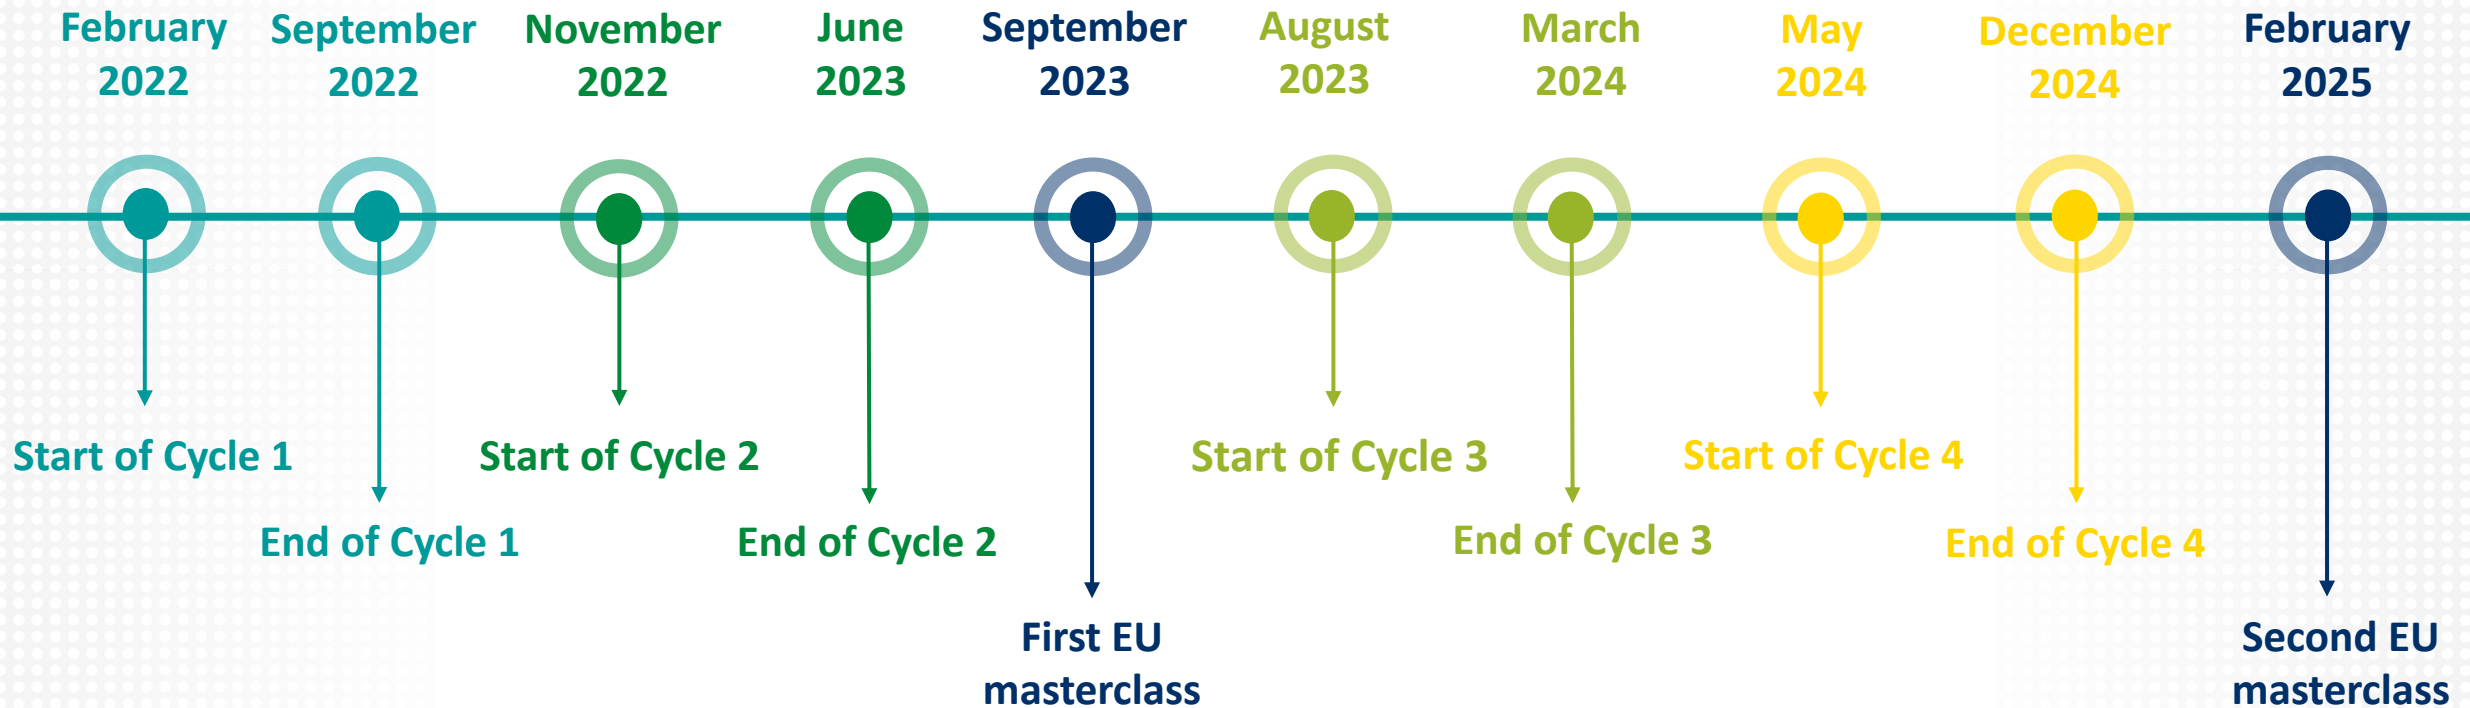 February
2022
September
2022
November
2022
June
2023
September
2023
August
2023
March
2024
May
2024
December
2024
February
2025
Start of Cycle 1
Start of Cycle 2
Start of Cycle 3
Start of Cycle 4
End of Cycle 1
End of Cycle 2
End of Cycle 3
End of Cycle 4
First EU
masterclass
Second EU
masterclass